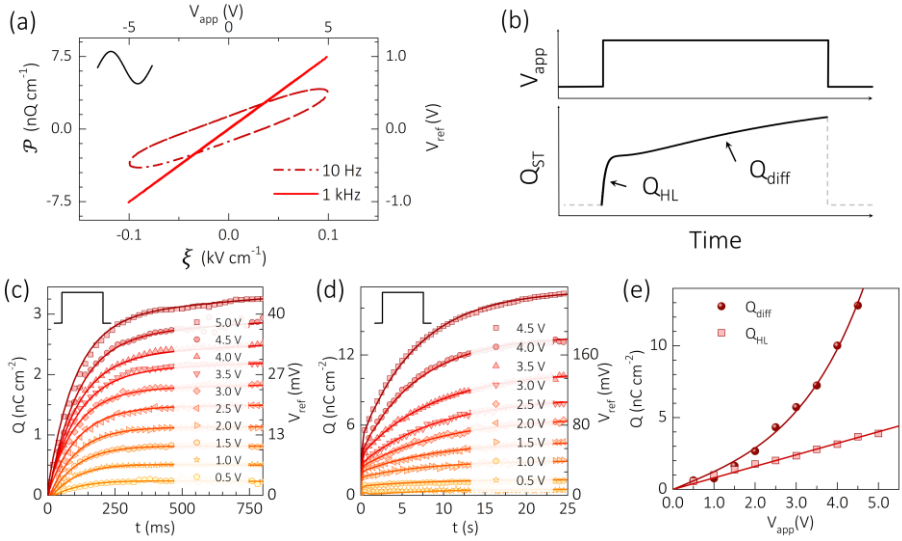 (a)
V_app (V)
-5 0 5
𝒫 (nQ cm⁻¹)
7.5
0.0
-7.5
V_ref (V)
1.0
0.0
-1.0
10 Hz
1 kHz
-0.1 0.0 0.1
ξ (kV cm⁻¹)
(b)
V_app
Q_ST
Q_HL
Q_diff
Time
(c)
Q (nC cm⁻²)
3
2
1
0
5.0 V
4.5 V
4.0 V
3.5 V
3.0 V
2.5 V
2.0 V
1.5 V
1.0 V
0.5 V
V_ref (mV)
40
27
13
0
0 250 500 750
t (ms)
(d)
Q (nC cm⁻²)
12
6
0
4.5 V
4.0 V
3.5 V
3.0 V
2.5 V
2.0 V
1.5 V
1.0 V
0.5 V
V_ref (mV)
160
80
0
0 5 10 15 20 25
t (s)
(e)
Q_diff
Q_HL
Q (nC cm⁻²)
10
5
0
0.0 1.0 2.0 3.0 4.0 5.0
V_app(V)